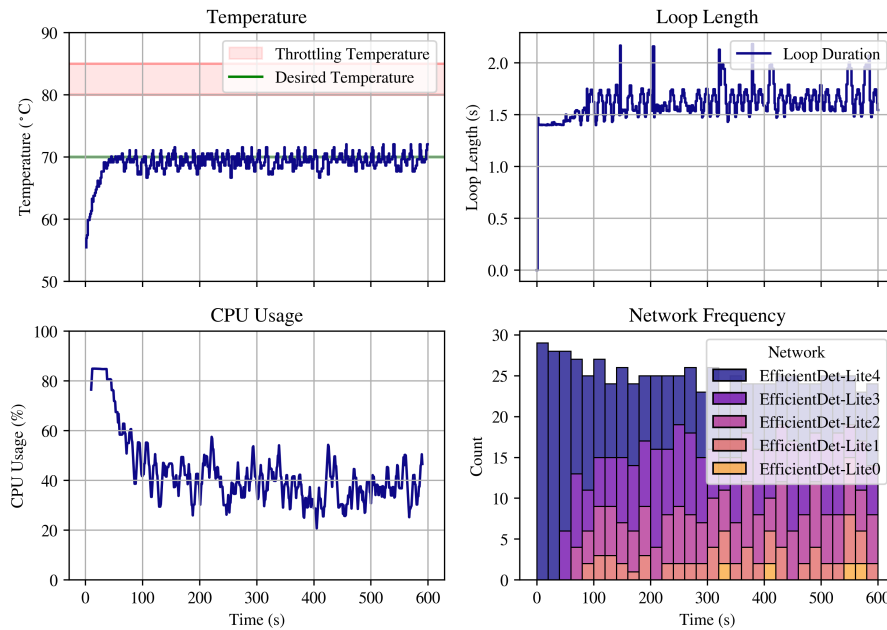 Temperature
Temperature (°C)
90
80
70
60
50
Throttling Temperature
Desired Temperature
Loop Length
Loop Length (s)
2.0
1.5
1.0
0.5
0.0
Loop Duration
CPU Usage
CPU Usage (%)
100
80
60
40
20
0
0 100 200 300 400 500 600
Time (s)
Network Frequency
Count
30
25
20
15
10
5
0
Network
EfficientDet-Lite4
EfficientDet-Lite3
EfficientDet-Lite2
EfficientDet-Lite1
EfficientDet-Lite0
0 100 200 300 400 500 600
Time (s)